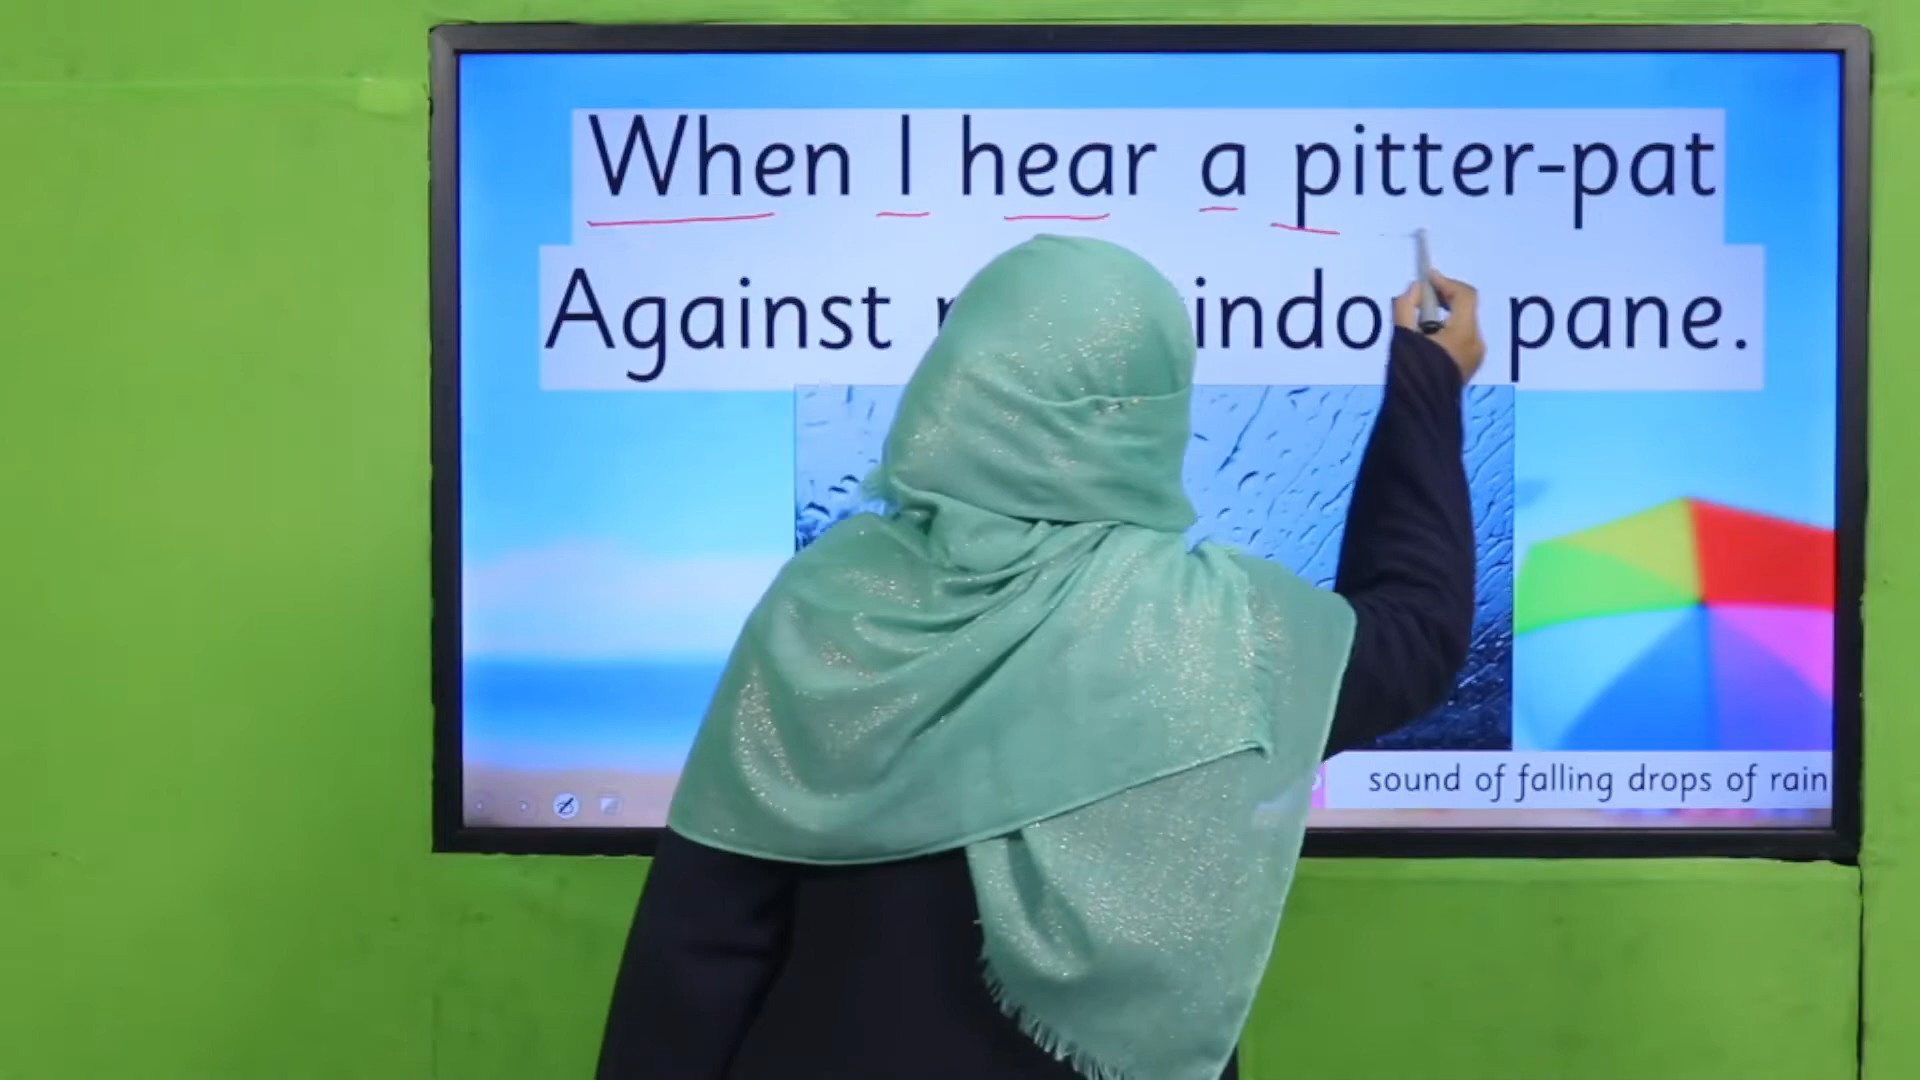 When I hear a pitter-pat
Against pane.
sound of falling drops of rain